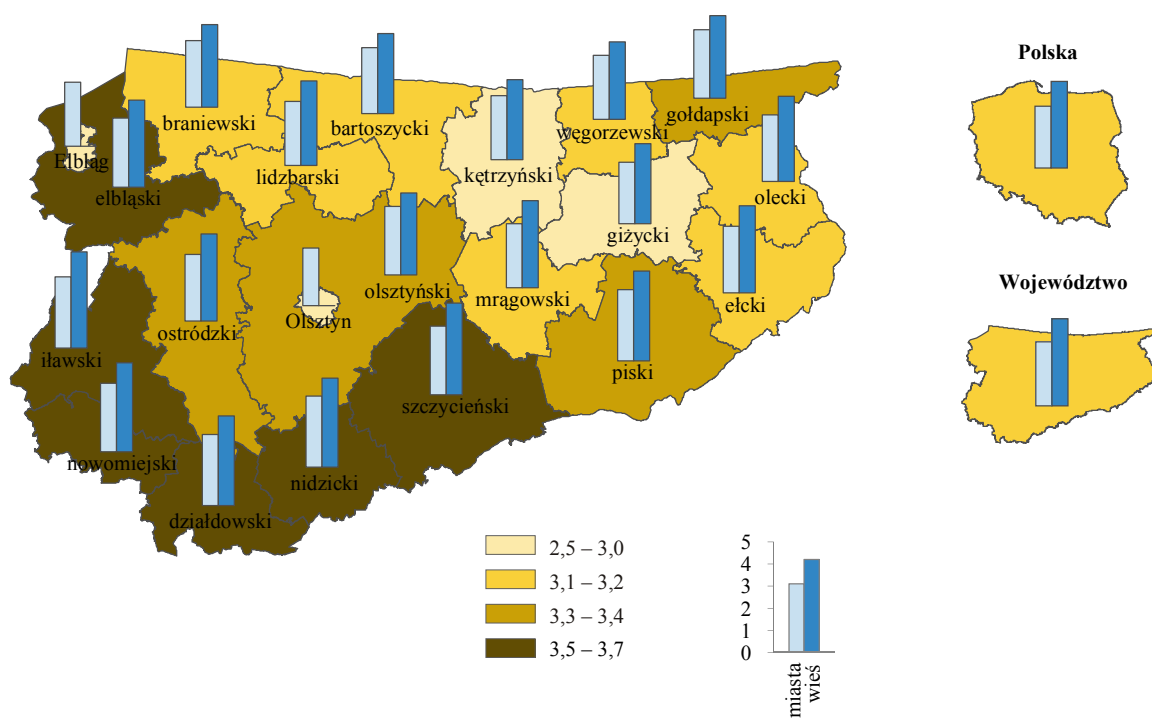 Polska
braniewski
bartoszycki
węgorzewski
gołdapski
Elbląg
elbląski
lidzbarski
kętrzyński
olecki
giżycki
olsztyński
mrągowski
ełcki
Województwo
Olsztyn
ostródzki
iławski
piski
szczycieński
nowomiejski
nidzicki
działdowski
2,5 – 3,0
3,1 – 3,2
3,3 – 3,4
3,5 – 3,7
5
4
3
2
1
0
miasta
wieś